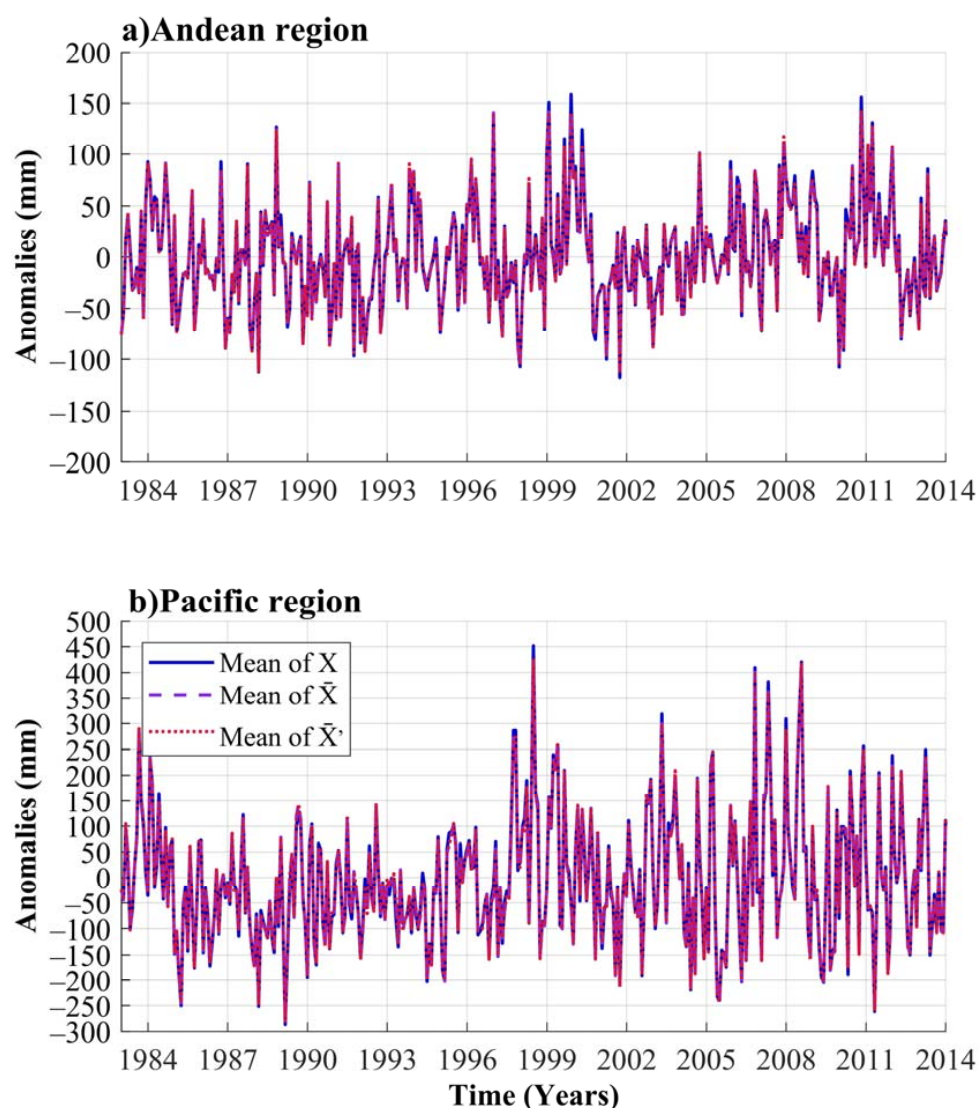 a)Andean region
200
150
100
50
0
−50
−100
−150
−200
Anomalies (mm)
1984 1987 1990 1993 1996 1999 2002 2005 2008 2011 2014
b)Pacific region
500
450
400
350
300
250
200
150
100
50
0
−50
−100
−150
−200
−250
−300
Anomalies (mm)
Mean of X
Mean of X̄
Mean of X̄’
1984 1987 1990 1993 1996 1999 2002 2005 2008 2011 2014
Time (Years)